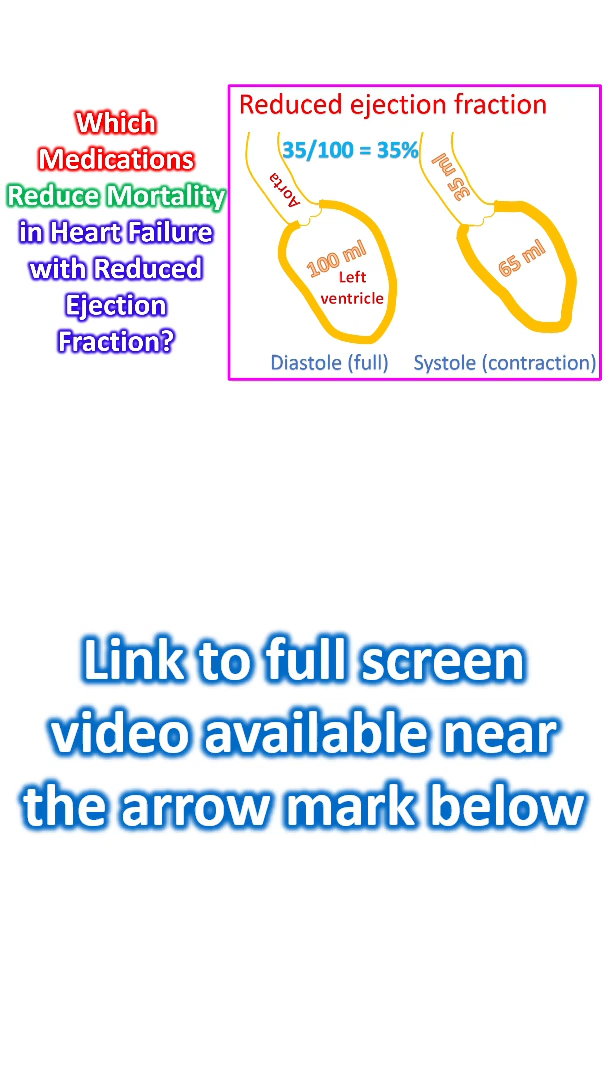 Which
Medications
Reduce Mortality
in Heart Failure
with Reduced
Ejection
Fraction?
Reduced ejection fraction
35/100 = 35%
Aorta
35 ml
100 ml
Left
ventricle
65 ml
Diastole (full)
Systole (contraction)
Link to full screen
video available near
the arrow mark below